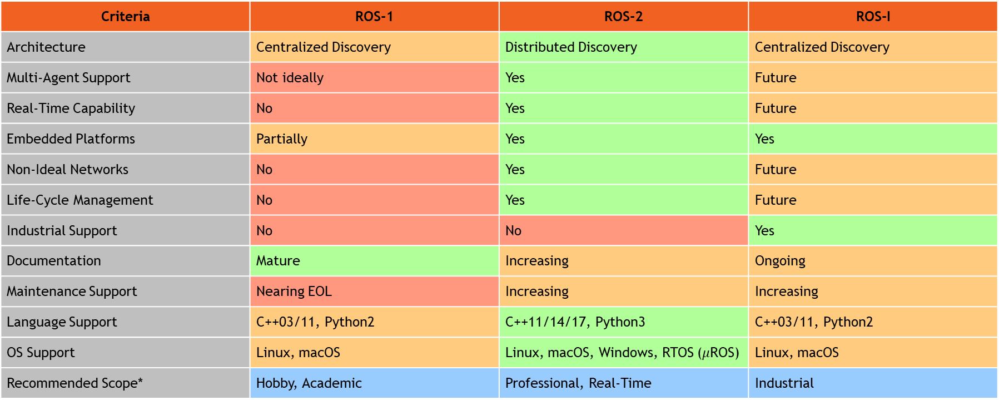 Criteria ROS-1 ROS-2 ROS-I
Architecture Centralized Discovery Distributed Discovery Centralized Discovery
Multi-Agent Support Not ideally Yes Future
Real-Time Capability No Yes Future
Embedded Platforms Partially Yes Yes
Non-Ideal Networks No Yes Future
Life-Cycle Management No Yes Future
Industrial Support No No Yes
Documentation Mature Increasing Ongoing
Maintenance Support Nearing EOL Increasing Increasing
Language Support C++03/11, Python2 C++11/14/17, Python3 C++03/11, Python2
OS Support Linux, macOS Linux, macOS, Windows, RTOS (μROS) Linux, macOS
Recommended Scope* Hobby, Academic Professional, Real-Time Industrial